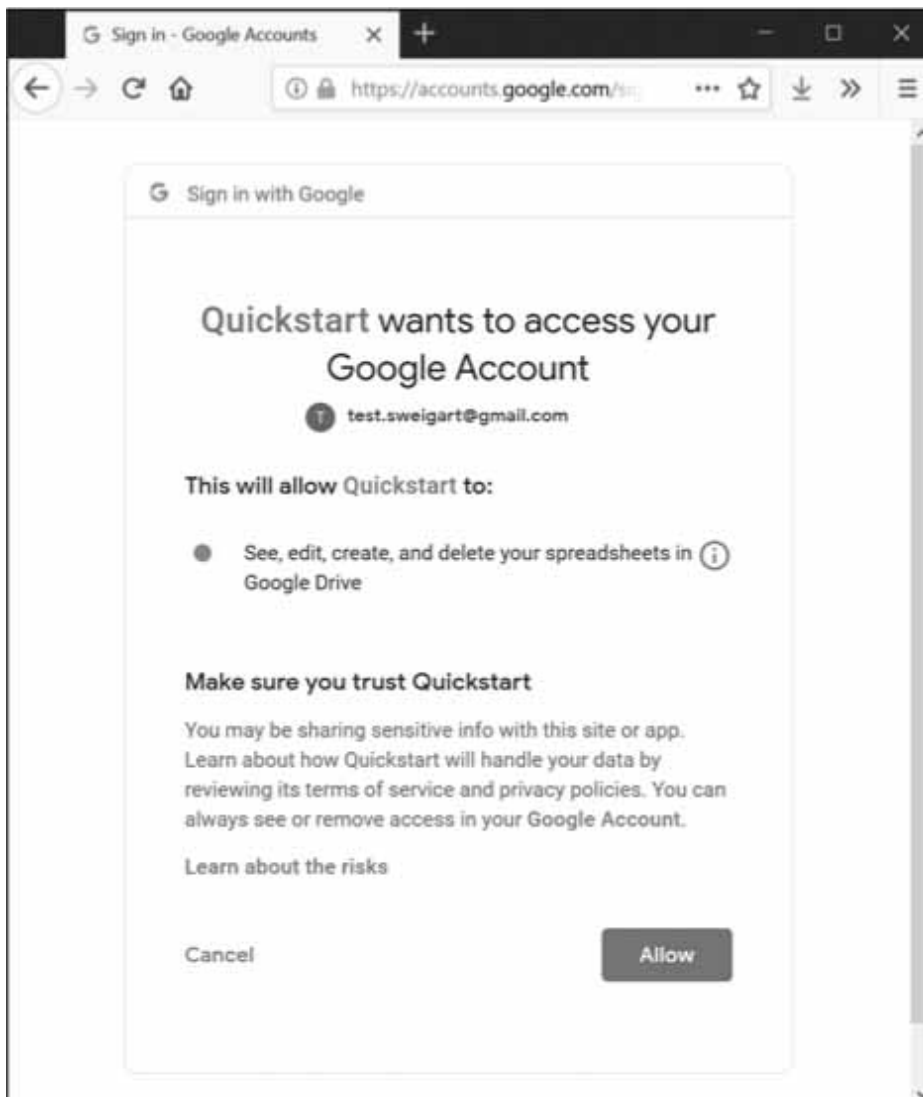 G Sign in - Google Accounts
https://accounts.google.com/
G Sign in with Google
Quickstart wants to access your
Google Account
T test.sweigart@gmail.com
This will allow Quickstart to:
See, edit, create, and delete your spreadsheets in
Google Drive
Make sure you trust Quickstart
You may be sharing sensitive info with this site or app.
Learn about how Quickstart will handle your data by
reviewing its terms of service and privacy policies. You can
always see or remove access in your Google Account.
Learn about the risks
Cancel
Allow